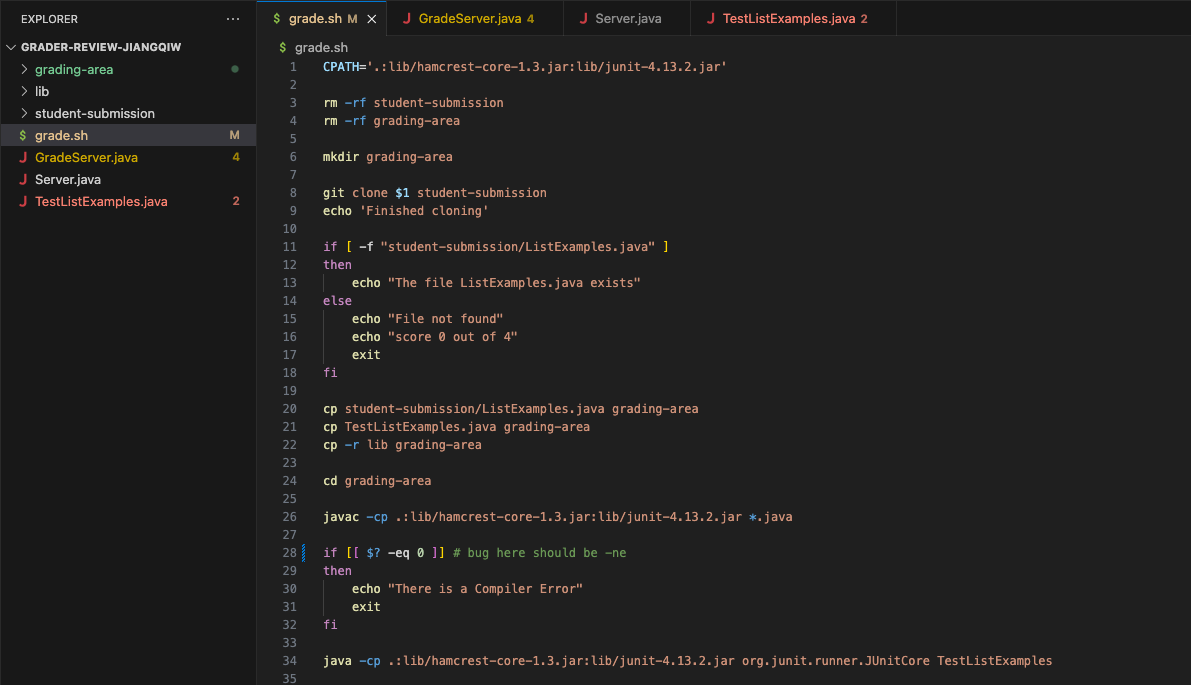 EXPLORER ...
GRADER-REVIEW-JIANGQIW
grading-area
lib
student-submission
$ grade.sh M
J GradeServer.java 4
J Server.java
J TestListExamples.java 2
$ grade.sh M × J GradeServer.java 4 J Server.java J TestListExamples.java 2
$ grade.sh
1 CPATH='.:lib/hamcrest-core-1.3.jar:lib/junit-4.13.2.jar'
2
3 rm -rf student-submission
4 rm -rf grading-area
5
6 mkdir grading-area
7
8 git clone $1 student-submission
9 echo 'Finished cloning'
10
11 if [ -f "student-submission/ListExamples.java" ]
12 then
13 echo "The file ListExamples.java exists"
14 else
15 echo "File not found"
16 echo "score 0 out of 4"
17 exit
18 fi
19
20 cp student-submission/ListExamples.java grading-area
21 cp TestListExamples.java grading-area
22 cp -r lib grading-area
23
24 cd grading-area
25
26 javac -cp .:lib/hamcrest-core-1.3.jar:lib/junit-4.13.2.jar *.java
27
28 if [[ $? -eq 0 ]] # bug here should be -ne
29 then
30 echo "There is a Compiler Error"
31 exit
32 fi
33
34 java -cp .:lib/hamcrest-core-1.3.jar:lib/junit-4.13.2.jar org.junit.runner.JUnitCore TestListExamples
35